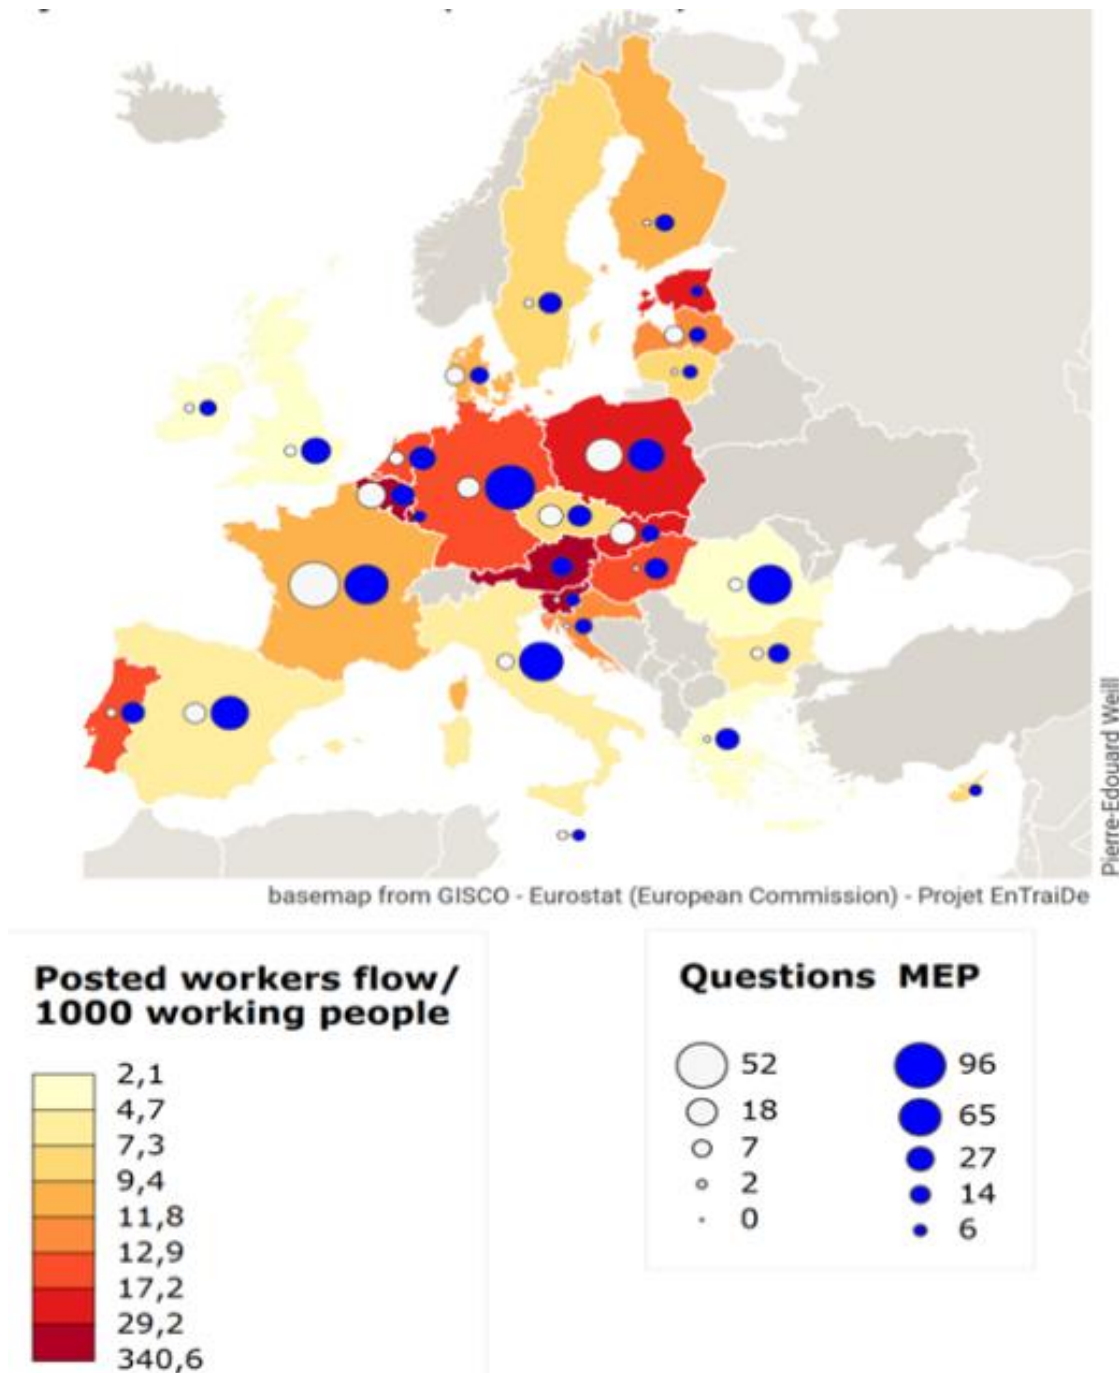 Pierre-Edouard Weill
basemap from GISCO - Eurostat (European Commission) - Projet EnTraiDe
Posted workers flow/
1000 working people
2,1
4,7
7,3
9,4
11,8
12,9
17,2
29,2
340,6
Questions MEP
52 96
18 65
7 27
2 14
0 6